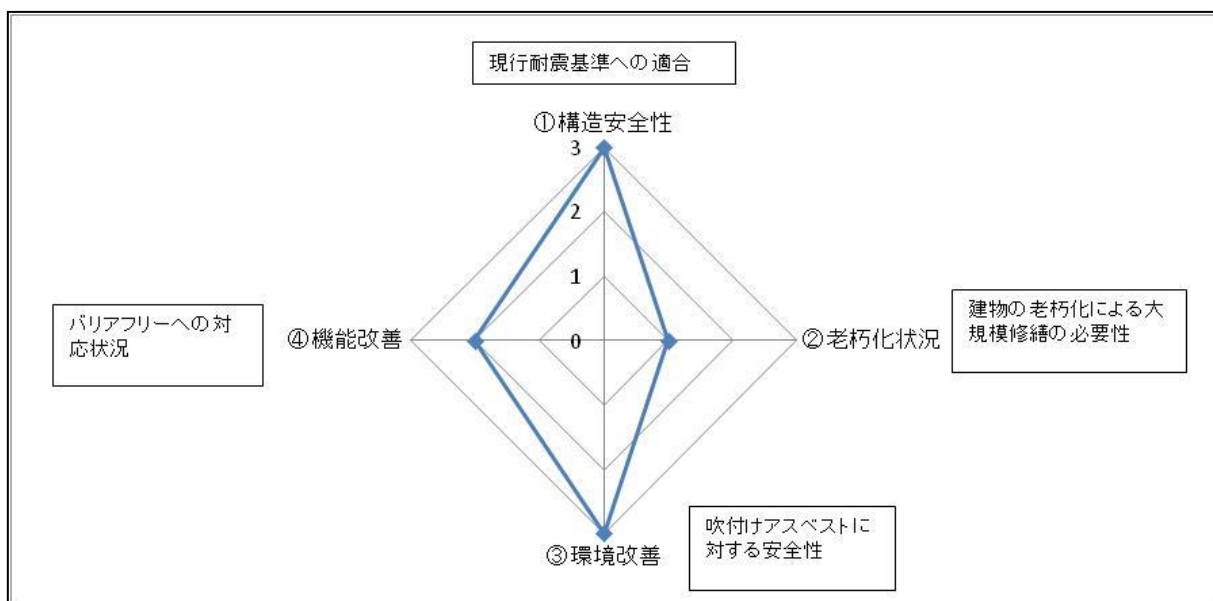 現行耐震基準への適合
①構造安全性
3
2
1
0
バリアフリーへの対
応状況
④機能改善
②老朽化状況
建物の老朽化による大
規模修繕の必要性
③環境改善
吹付けアスベストに
対する安全性